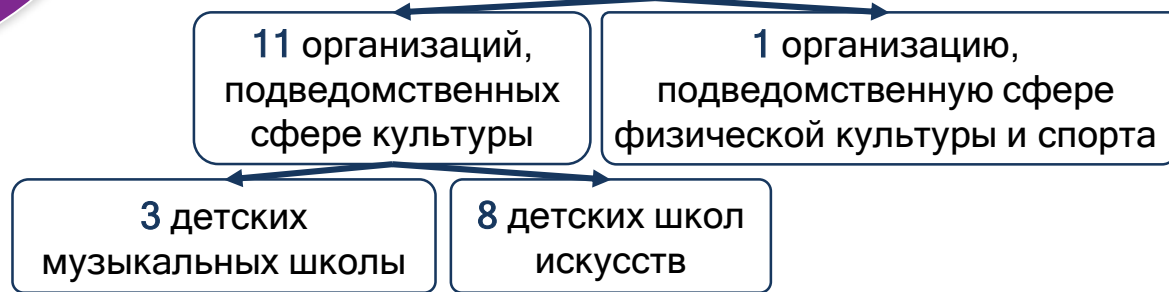 11 организаций,
подведомственных
сфере культуры
1 организацию,
подведомственную сфере
физической культуры и спорта
3 детских
музыкальных школы
8 детских школ
искусств